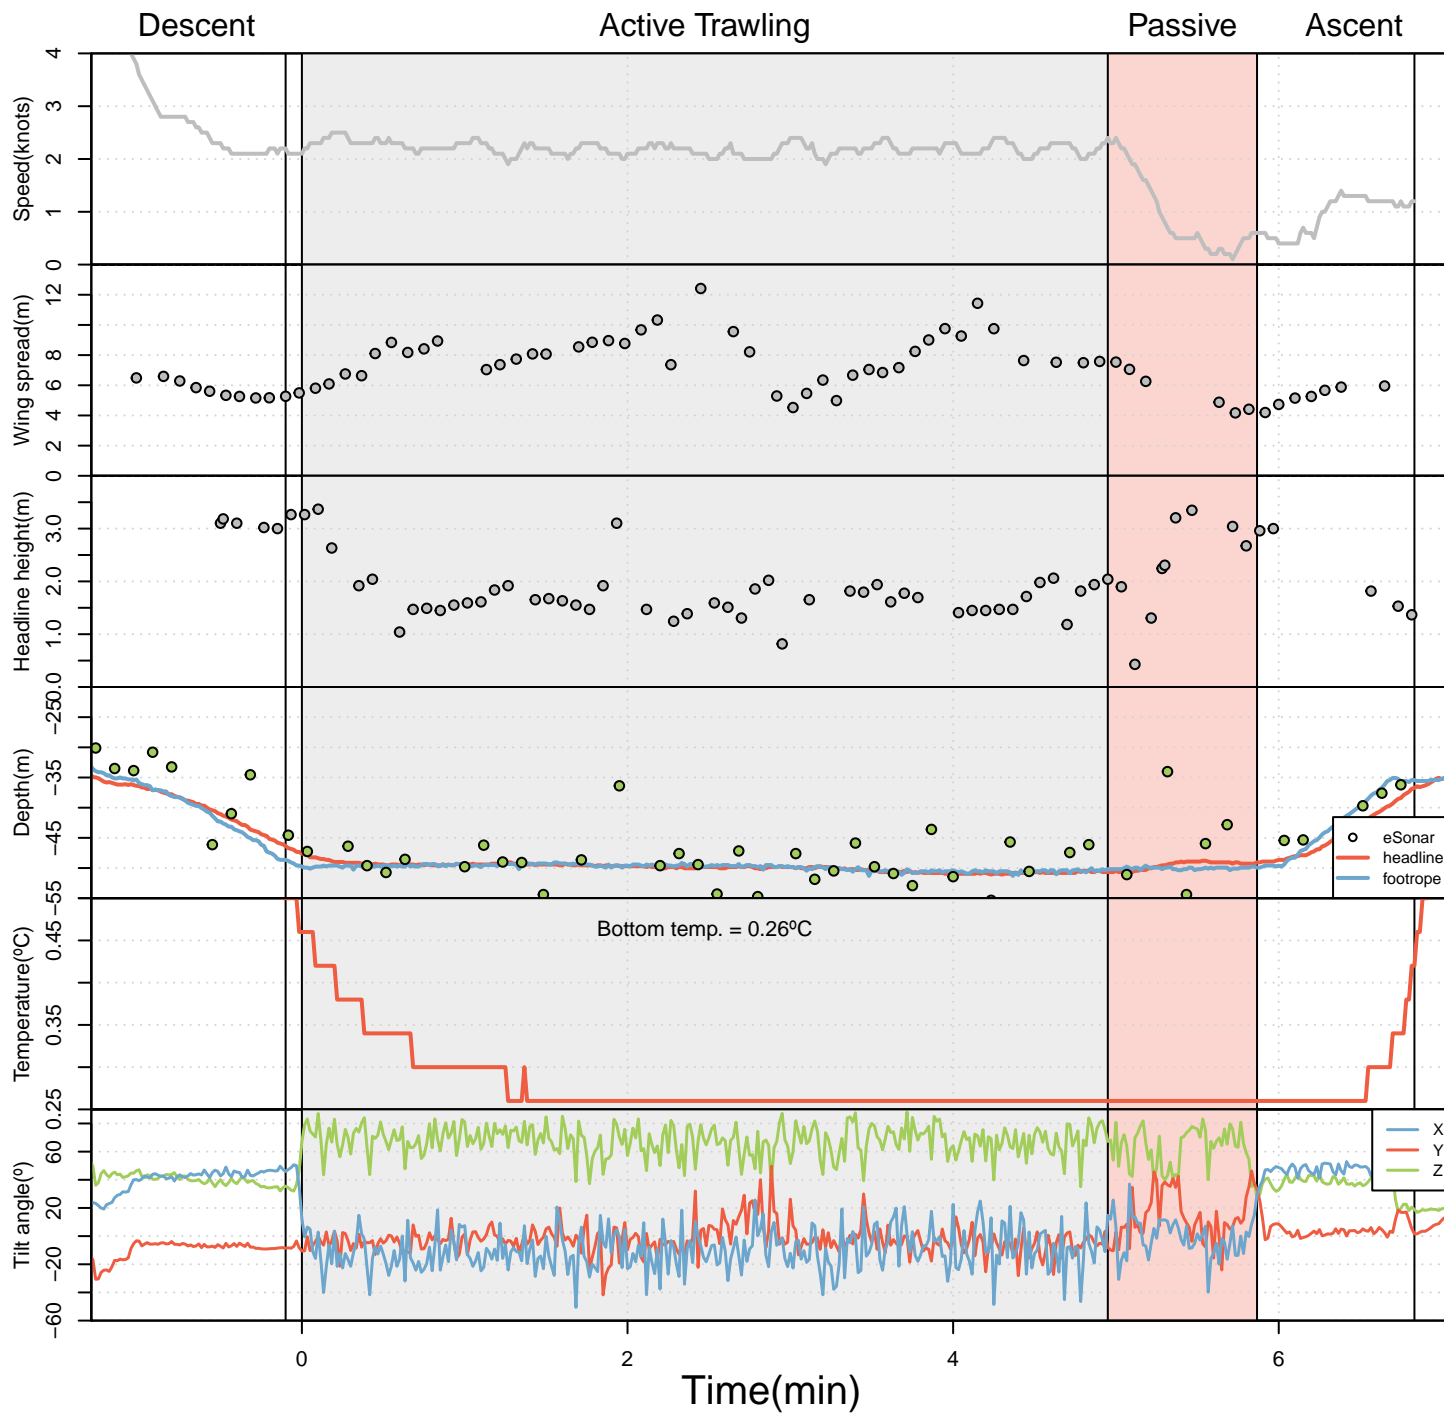 Descent Active Trawling Passive Ascent
Speed(knots)
4
3
2
1
0
Wing spread(m)
12
8
6
4
2
0
Headline height(m)
3.0
2.0
1.0
0.0
Depth(m)
−25
−35
−45
−55
eSonar
headline
footrope
Temperature(ºC)
0.45
0.35
0.25
Bottom temp. = 0.26ºC
Tilt angle(º)
60
20
−20
−60
X
Y
Z
0 2 4 6
Time(min)